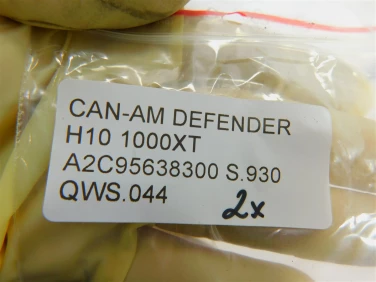 CAN-AM DEFENDER
H10 1000XT
A2C95638300 S.930
QWS.044 2x